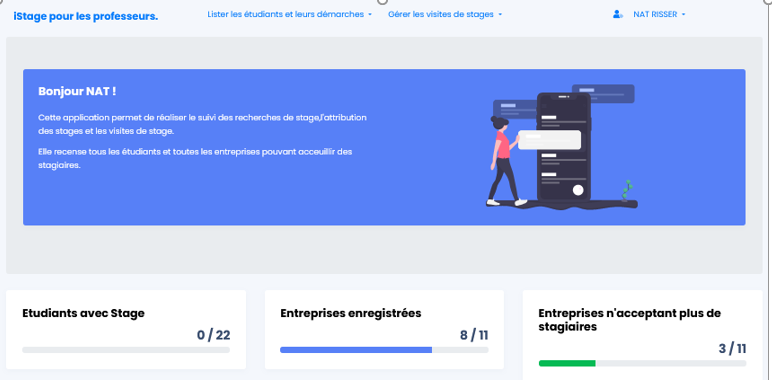 iStage pour les professeurs.
Lister les étudiants et leurs démarches
Gérer les visites de stages
NAT RISSER
Bonjour NAT !
Cette application permet de réaliser le suivi des recherches de stage,l'attribution
des stages et les visites de stage.
Elle recense tous les étudiants et toutes les entreprises pouvant acceuillir des
stagiaires.
Etudiants avec Stage
0 / 22
Entreprises enregistrées
8 / 11
Entreprises n'acceptant plus de
stagiaires
3 / 11